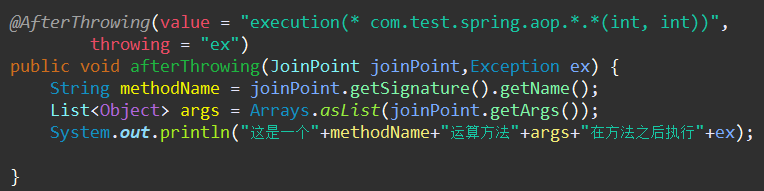 @AfterThrowing(value = "execution(* com.test.spring.aop.*.*(int, int))",
throwing = "ex")
public void afterThrowing(JoinPoint joinPoint,Exception ex) {
String methodName = joinPoint.getSignature().getName();
List<Object> args = Arrays.asList(joinPoint.getArgs());
System.out.println("这是一个"+methodName+"运算方法"+args+"在方法之后执行"+ex);
}